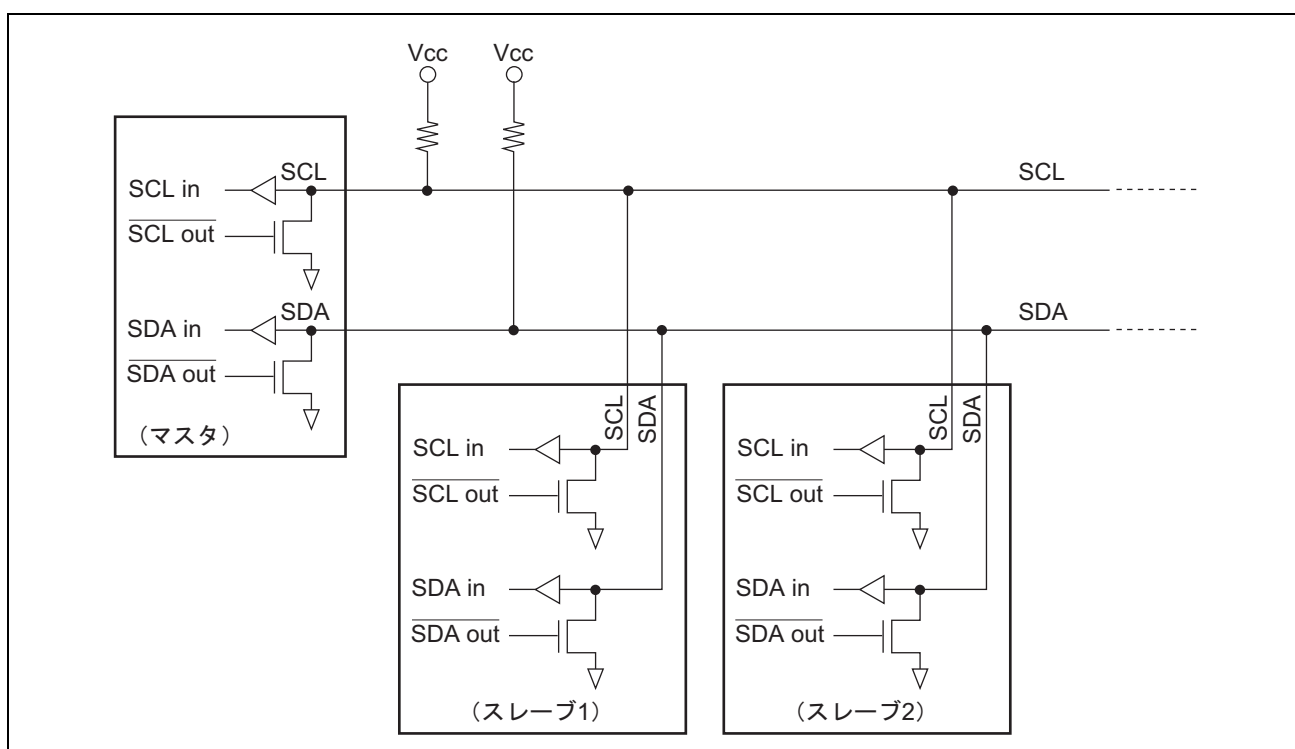 Vcc Vcc
SCL SCL
SCL in
SCL out
SDA SDA
SDA in
SDA out
(マスタ)
SCL SDA
SCL in
SCL out
SDA in
SDA out
(スレーブ1)
SCL SDA
SCL in
SCL out
SDA in
SDA out
(スレーブ2)